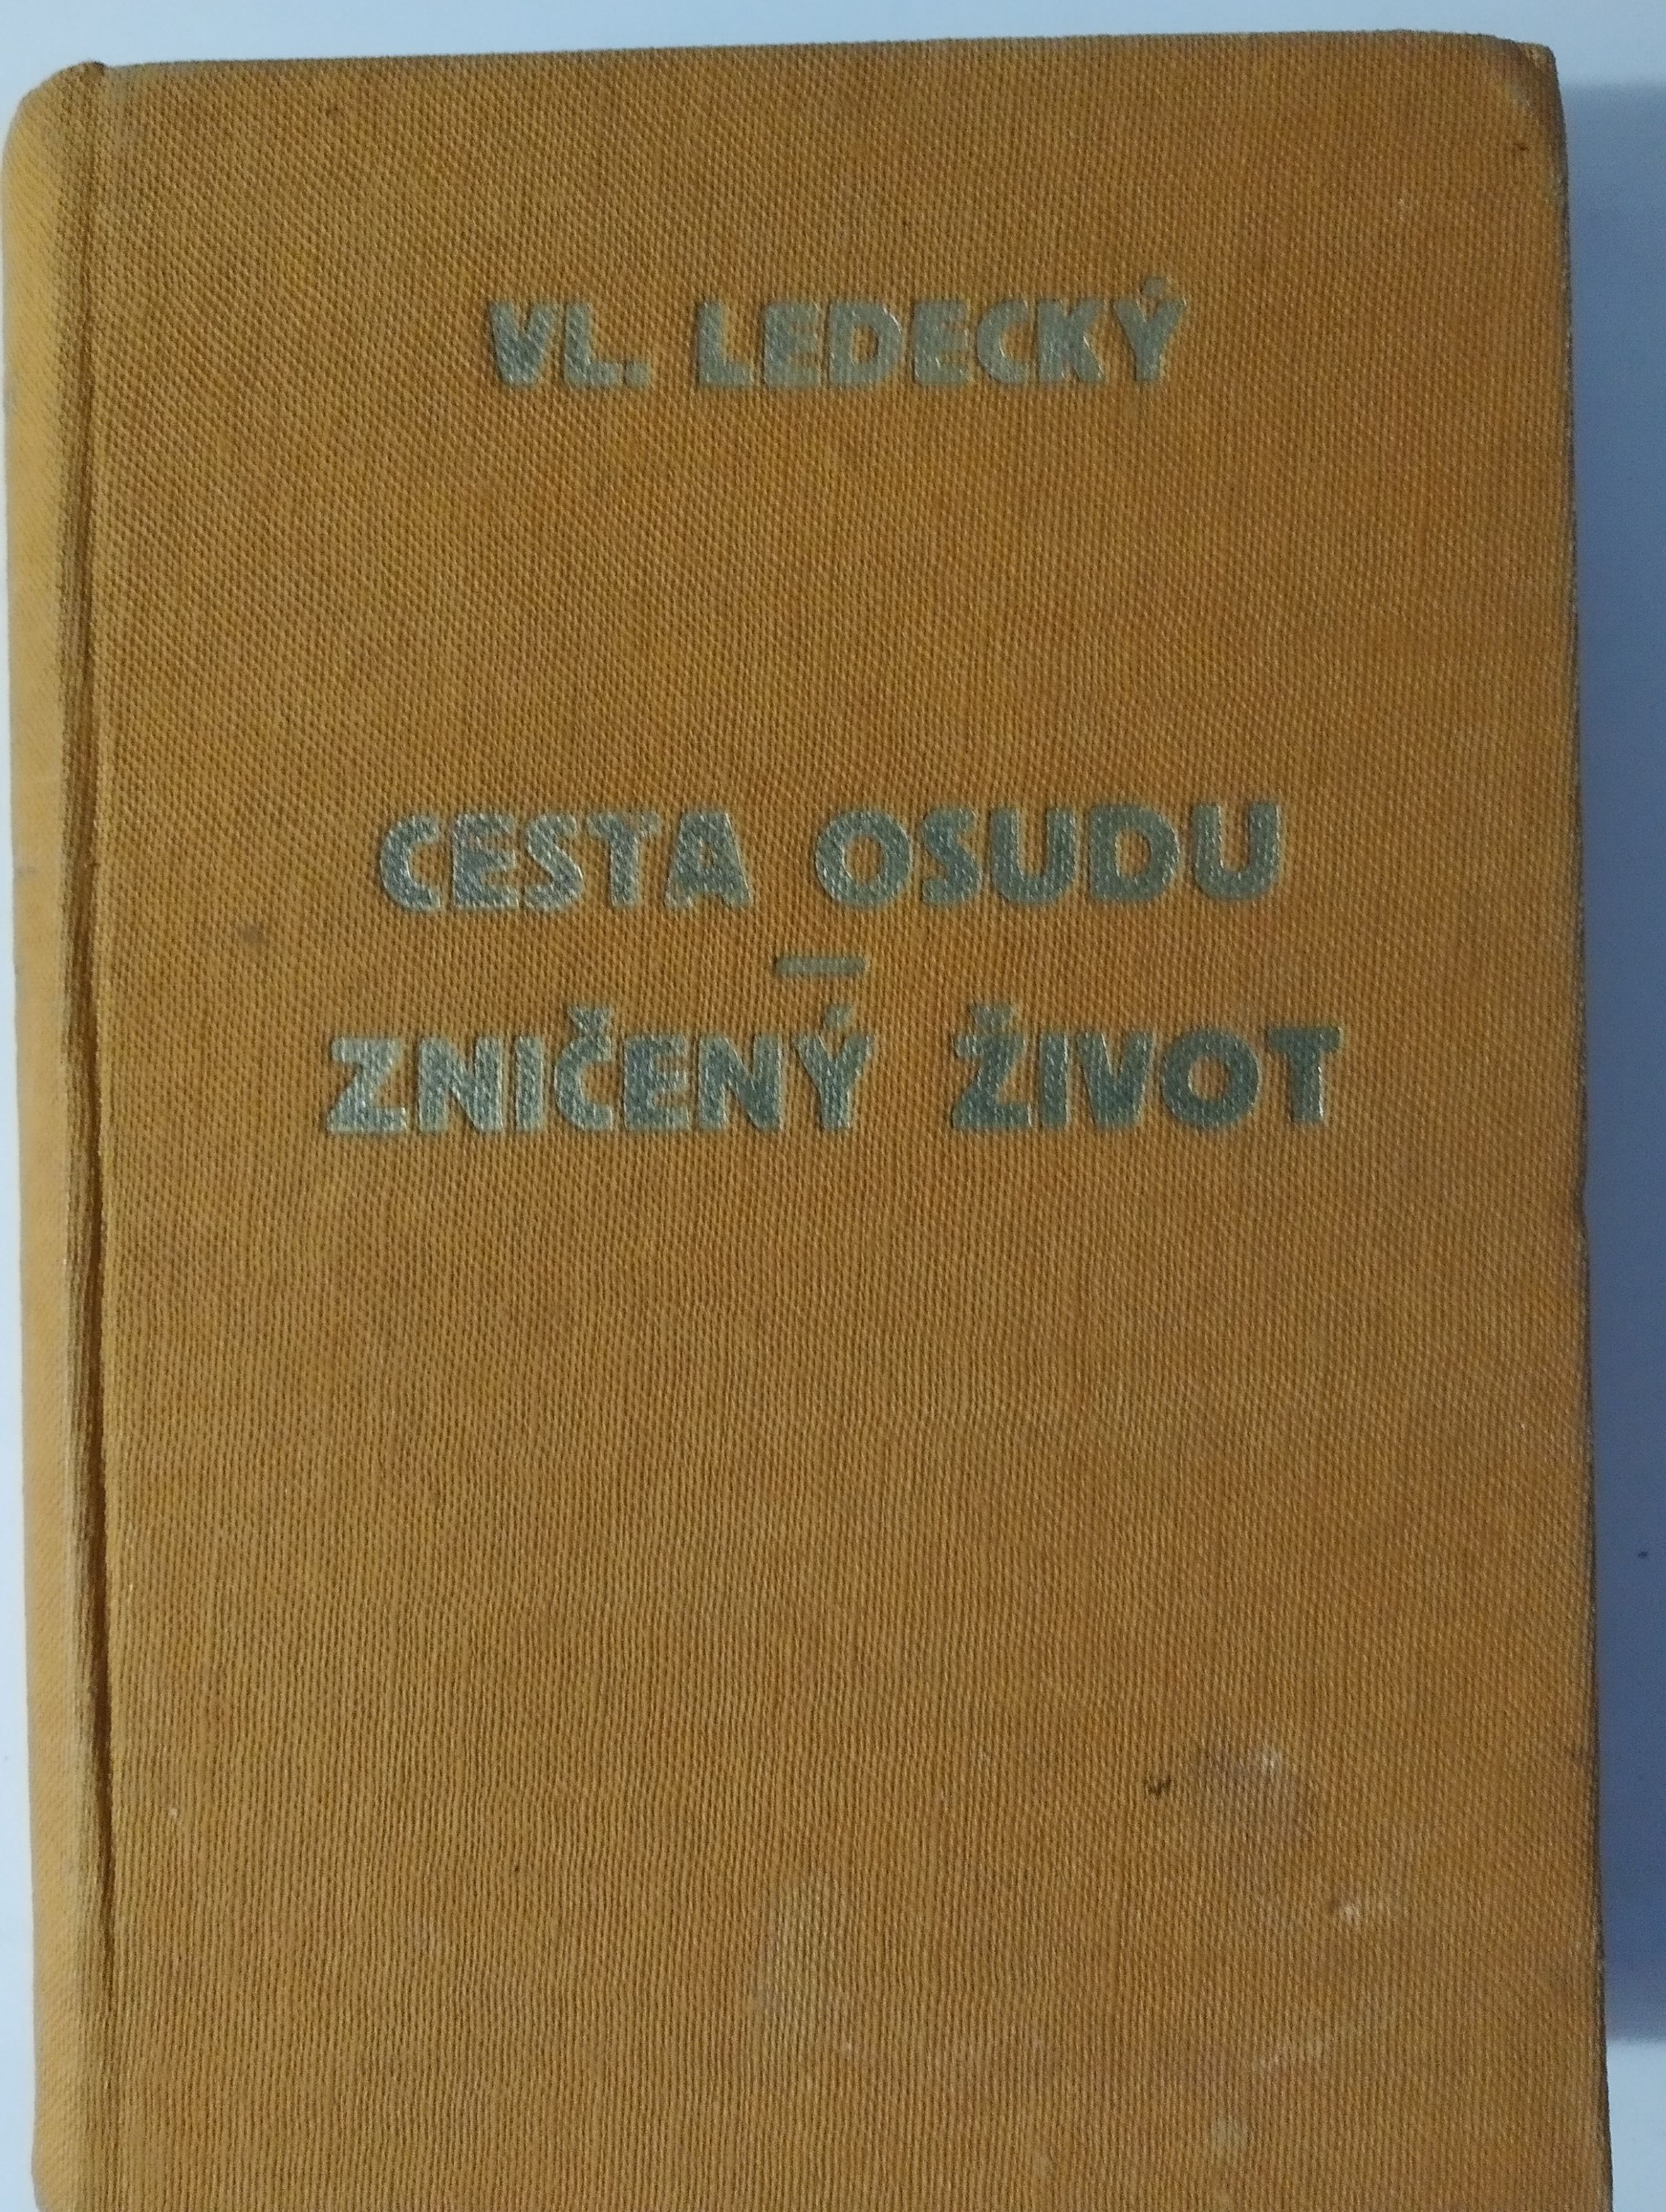 VL. LEDECKÝ
CESTA OSUDU
—
ZNIČENÝ ŽIVOT